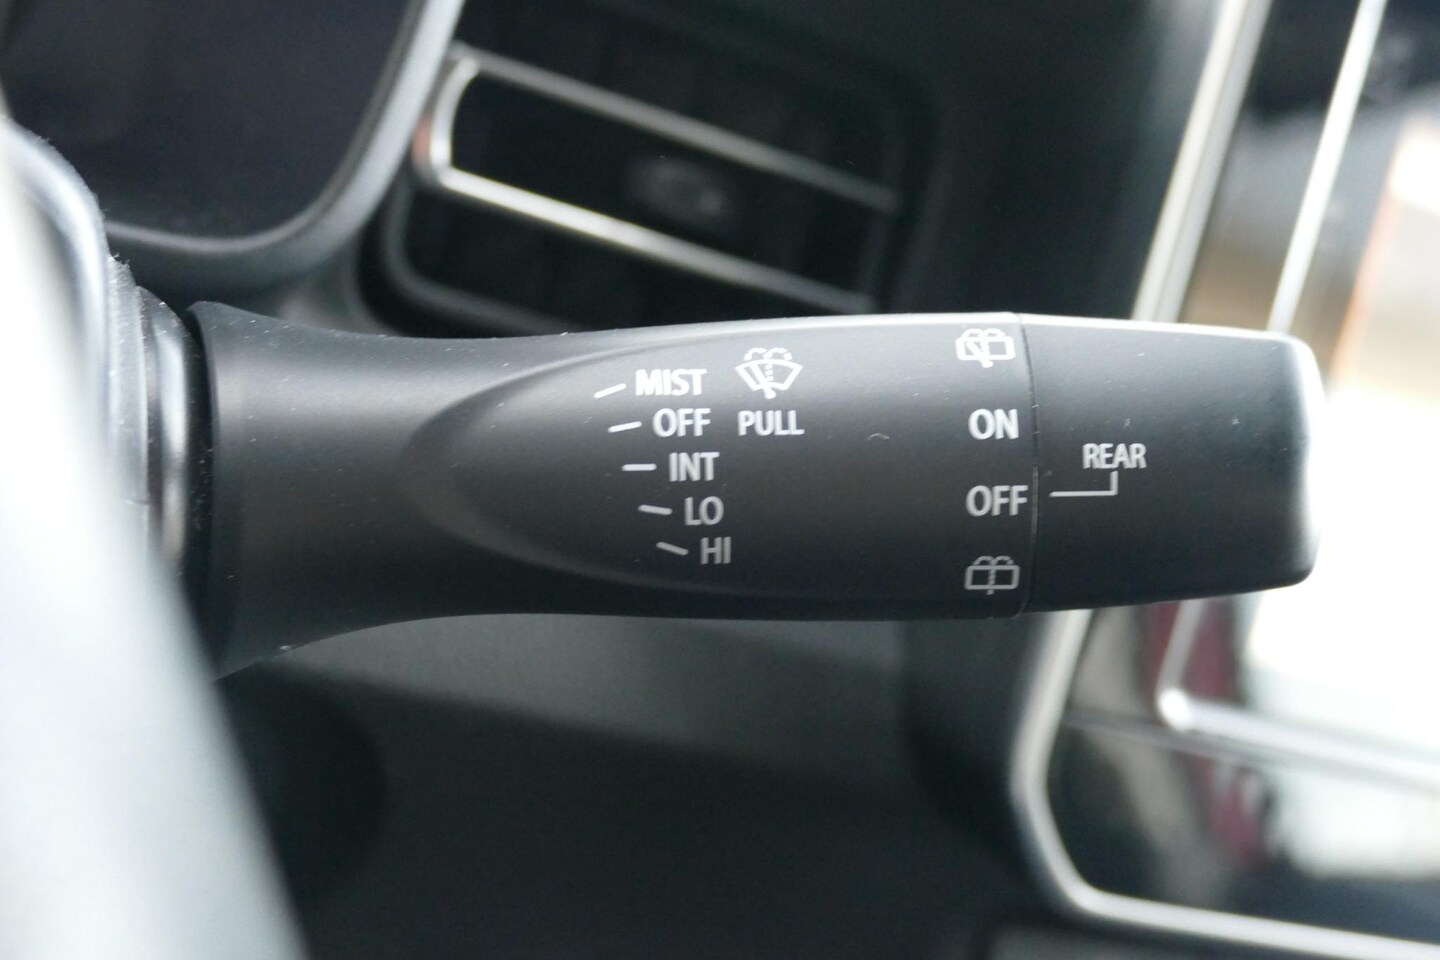 MIST
OFF PULL
INT
LO
HI
ON
OFF
REAR